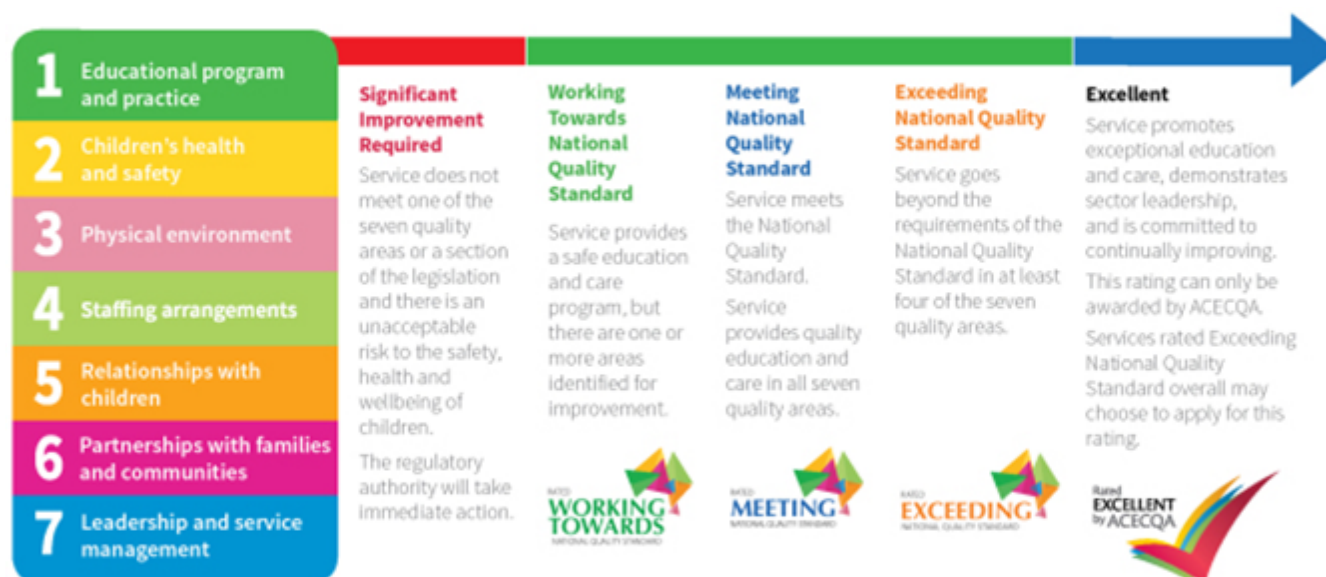 1
Educational program
and practice
2
Children's health
and safety
3
Physical environment
4
Staffing arrangements
5
Relationships with
children
6
Partnerships with families
and communities
7
Leadership and service
management
Significant
Improvement
Required
Service does not
meet one of the
seven quality
areas or a section
of the legislation
and there is an
unacceptable
risk to the safety,
health and
wellbeing of
children.
The regulatory
authority will take
immediate action.
Working
Towards
National
Quality
Standard
Service provides
a safe education
and care
program, but
there are one or
more areas
identified for
improvement.
RATED
WORKING
TOWARDS
NATIONAL QUALITY STANDARD
Meeting
National
Quality
Standard
Service meets
the National
Quality
Standard.
Service
provides quality
education and
care in all seven
quality areas.
RATED
MEETING
NATIONAL QUALITY STANDARD
Exceeding
National Quality
Standard
Service goes
beyond the
requirements of the
National Quality
Standard in at least
four of the seven
quality areas.
RATED
EXCEEDING
NATIONAL QUALITY STANDARD
Excellent
Service promotes
exceptional education
and care, demonstrates
sector leadership,
and is committed to
continually improving.
This rating can only be
awarded by ACECQA.
Services rated Exceeding
National Quality
Standard overall may
choose to apply for this
rating.
Rated
EXCELLENT
by ACECQA